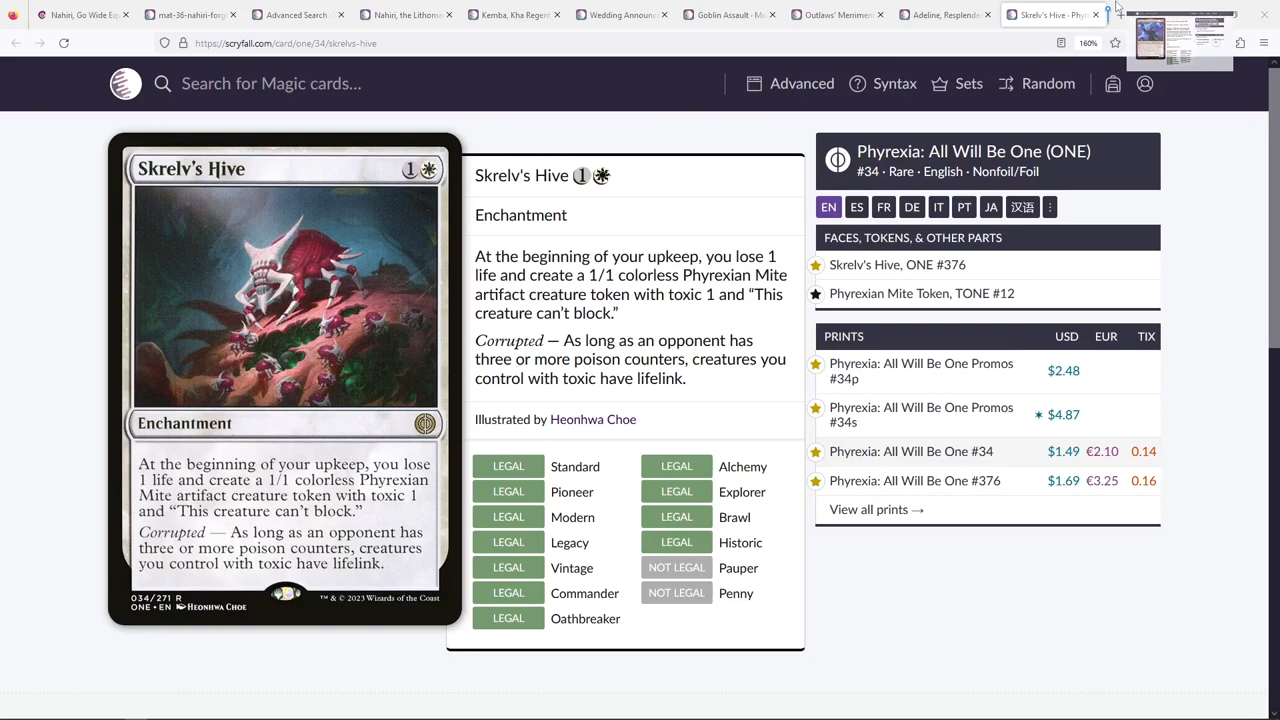 Nahiri, Go Wide Eq
mat-36-nahiri-forg
Advanced Search
Nahiri, the
Wedding Announc
Goblin Assault - M
Outlaws' M
https://scryfall.com/card/
hive
160%
Search for Magic cards...
Advanced
Syntax
Sets
Random
Skrelv's Hive 1
Skrelv's Hive 1
Enchantment
At the beginning of your upkeep, you lose 1
life and create a 1/1 colorless Phyrexian Mite
artifact creature token with toxic 1 and “This
creature can't block.”
Corrupted — As long as an opponent has
three or more poison counters, creatures you
control with toxic have lifelink.
Illustrated by Heonhwa Choe
Enchantment
At the beginning of your upkeep, you lose
1 life and create a 1/1 colorless Phyrexian
Mite artifact creature token with toxic 1
and “This creature can't block.”
Corrupted — As long as an opponent has
three or more poison counters, creatures
you control with toxic have lifelink.
034/271 R
ONE • EN Heonhwa Choe
™ & © 2023 Wizards of the Coast
LEGAL Standard LEGAL Alchemy
LEGAL Pioneer LEGAL Explorer
LEGAL Modern LEGAL Brawl
LEGAL Legacy LEGAL Historic
LEGAL Vintage NOT LEGAL Pauper
LEGAL Commander NOT LEGAL Penny
LEGAL Oathbreaker
Phyrexia: All Will Be One (ONE)
#34 · Rare · English · Nonfoil/Foil
EN ES FR DE IT PT JA 汉语
FACES, TOKENS, & OTHER PARTS
Skrelv's Hive, ONE #376
Phyrexian Mite Token, TONE #12
PRINTS USD EUR TIX
Phyrexia: All Will Be One Promos
#34p $2.48
Phyrexia: All Will Be One Promos
#34s $4.87
Phyrexia: All Will Be One #34 $1.49 €2.10 0.14
Phyrexia: All Will Be One #376 $1.69 €3.25 0.16
View all prints →